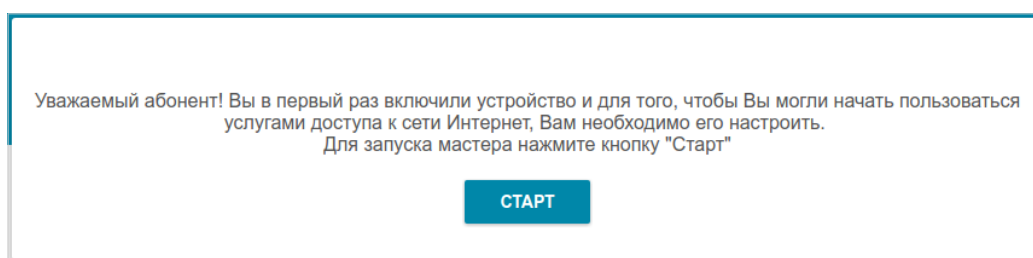 Уважаемый абонент! Вы в первый раз включили устройство и для того, чтобы Вы могли начать пользоваться
услугами доступа к сети Интернет, Вам необходимо его настроить.
Для запуска мастера нажмите кнопку "Старт"
СТАРТ